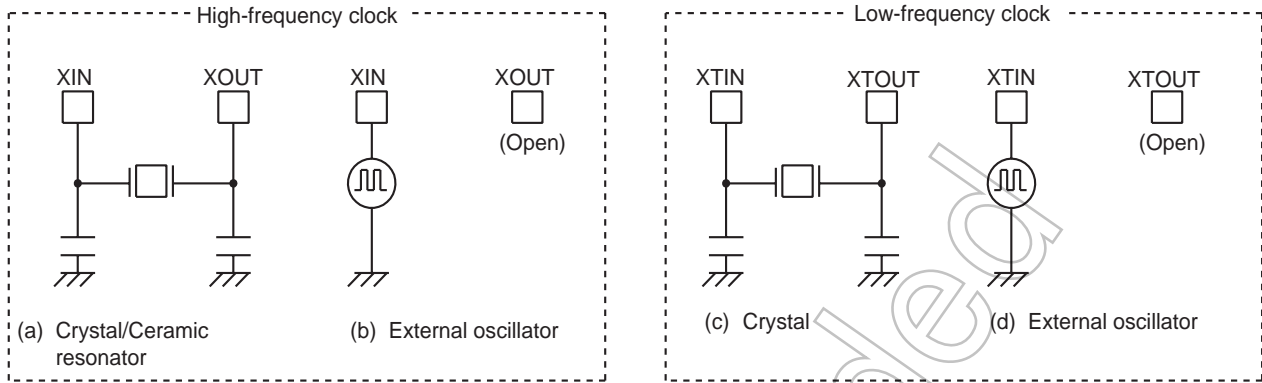 High-frequency clock
XIN
XOUT
XIN
XOUT
(Open)
(a) Crystal/Ceramic
resonator
(b) External oscillator
Low-frequency clock
XTIN
XTOUT
XTIN
XTOUT
(Open)
(c) Crystal
(d) External oscillator
ded